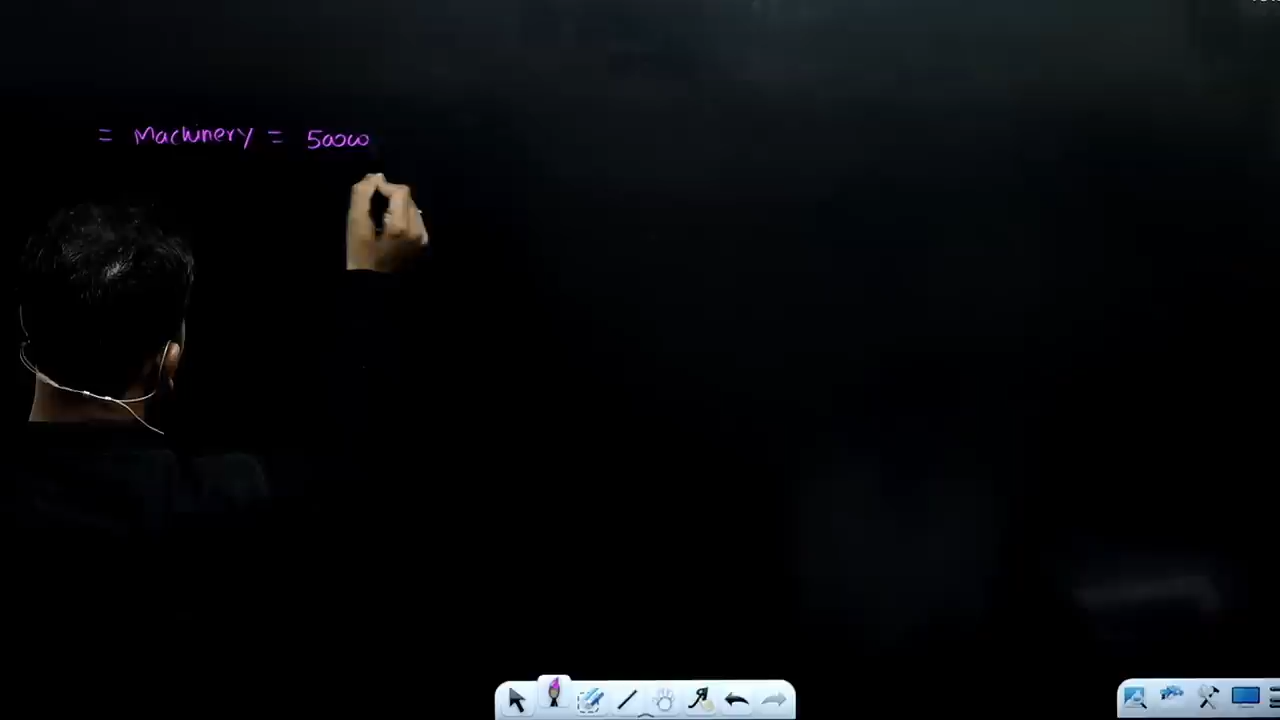 = Machinery = 50000